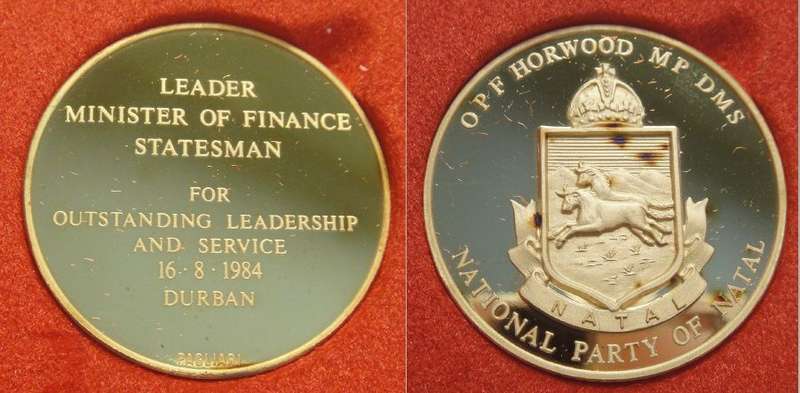 LEADER
MINISTER OF FINANCE
STATESMAN
FOR
OUTSTANDING LEADERSHIP
AND SERVICE
16 · 8 · 1984
DURBAN
PAGLIARI
O P F HORWOOD MP DMS
NATAL
NATIONAL PARTY OF NATAL